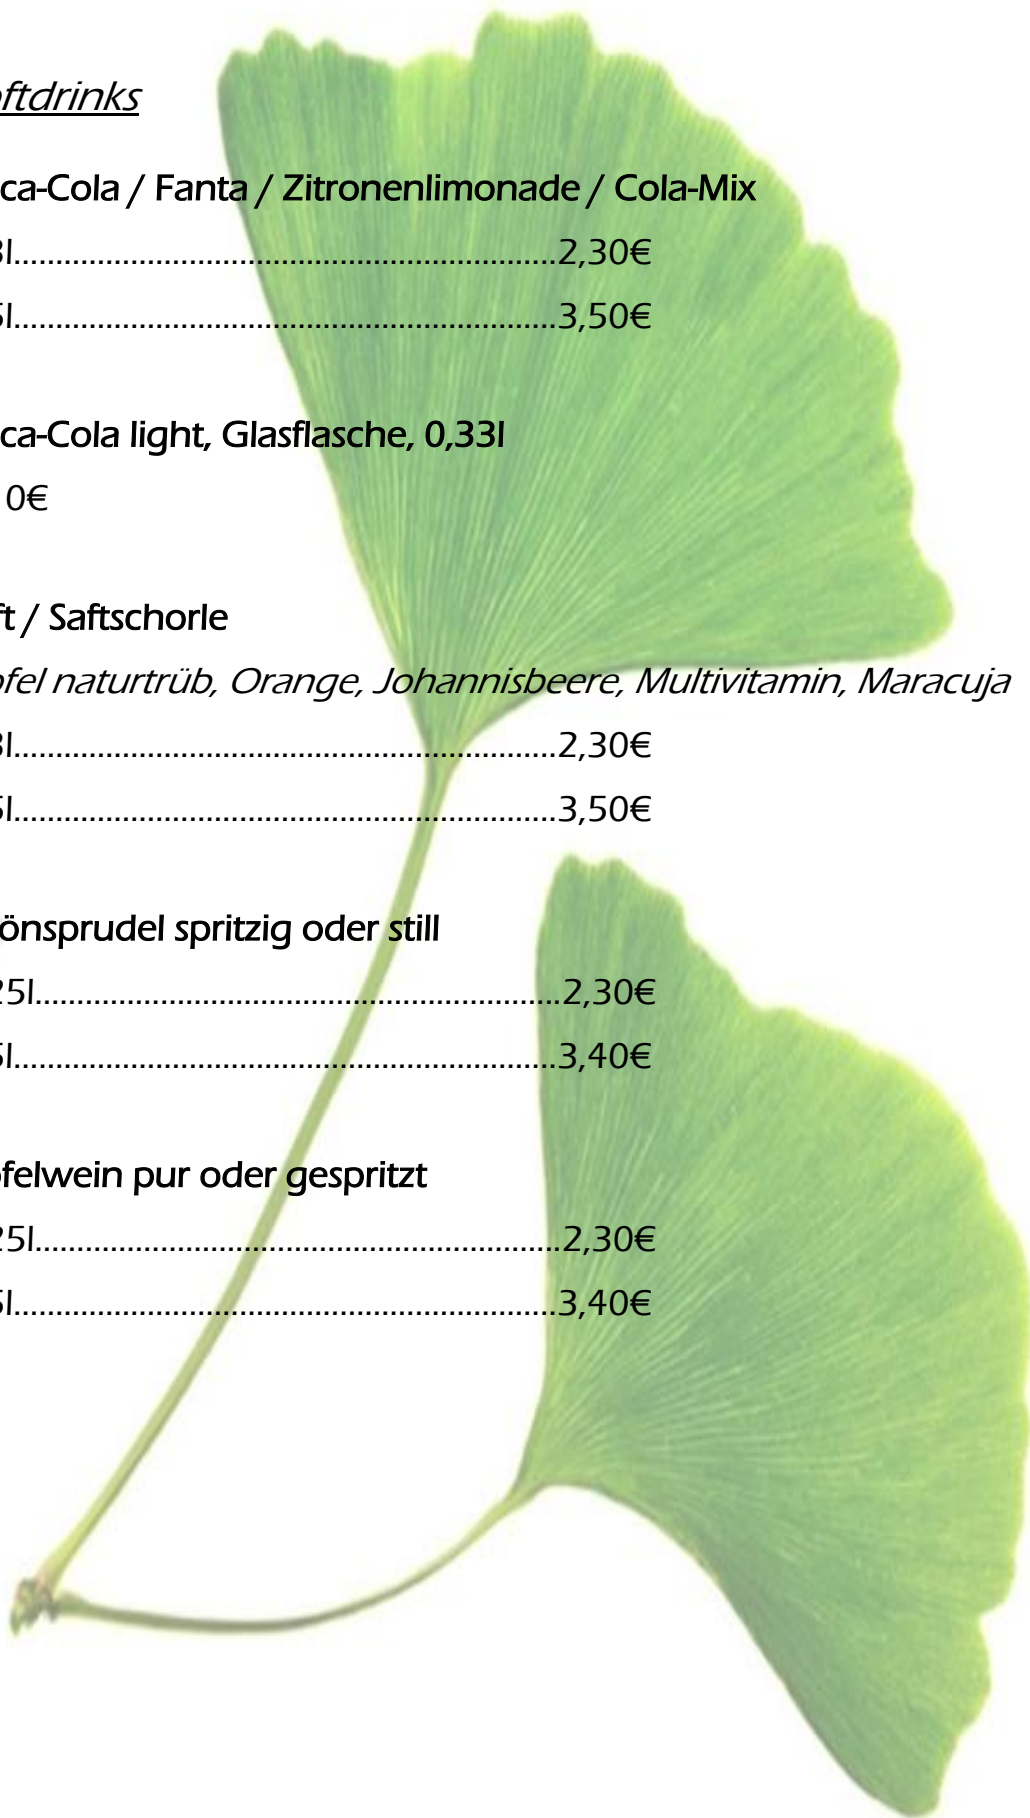 ftdrinks
ca-Cola / Fanta / Zitronenlimonade / Cola-Mix
l.................................................................2,30€
5l.................................................................3,50€
ca-Cola light, Glasflasche, 0,33l
0€
ft / Saftschorle
fel naturtrüb, Orange, Johannisbeere, Multivitamin, Maracuja
l.................................................................2,30€
5l.................................................................3,50€
önsprudel spritzig oder still
25l...............................................................2,30€
5l.................................................................3,40€
felwein pur oder gespritzt
25l...............................................................2,30€
5l.................................................................3,40€